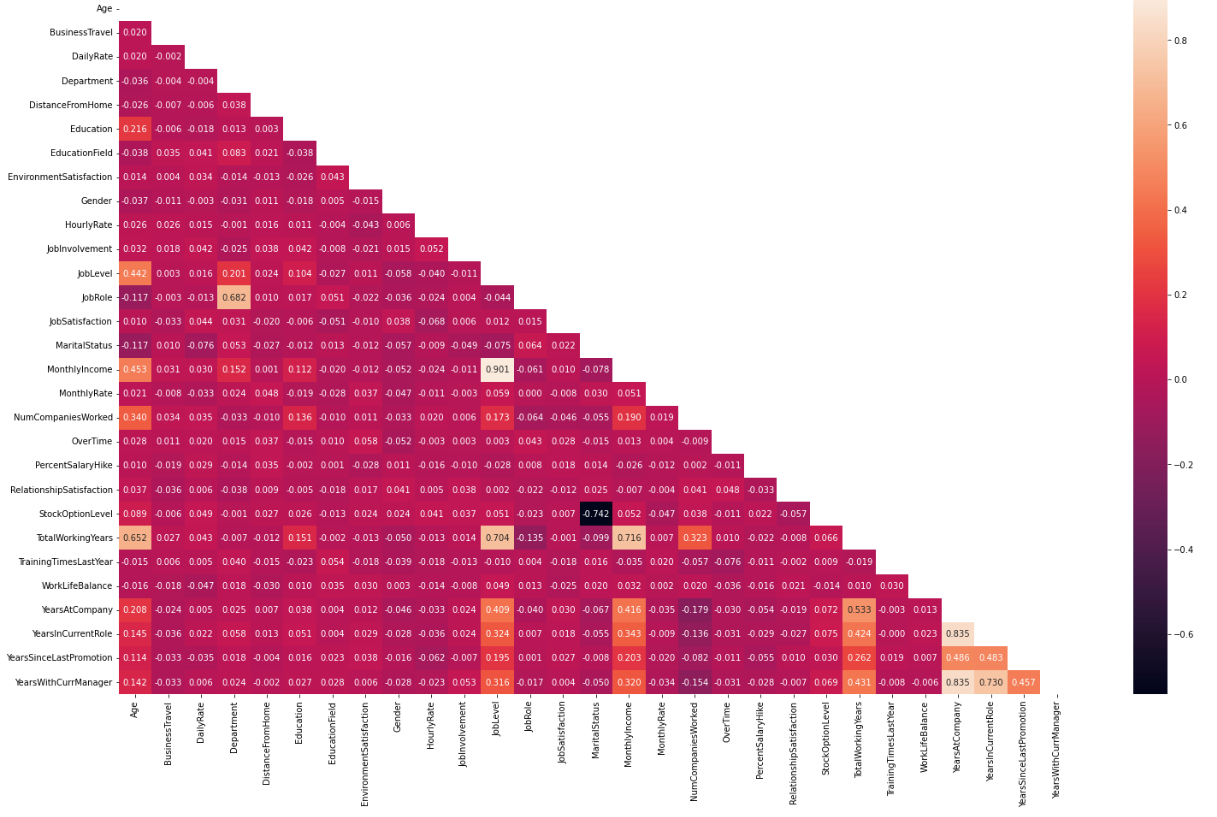 Age
BusinessTravel 0.020
DailyRate 0.020 -0.002
Department -0.036 -0.004 -0.004
DistanceFromHome -0.026 -0.007 -0.006 0.038
Education 0.216 -0.006 -0.018 0.013 0.003
EducationField -0.038 0.035 0.041 0.083 0.021 -0.038
EnvironmentSatisfaction 0.014 0.004 0.034 -0.014 -0.013 -0.026 0.043
Gender -0.037 -0.011 -0.003 -0.031 -0.011 -0.018 0.005 -0.015
HourlyRate 0.026 0.026 0.015 -0.001 0.016 0.011 -0.004 -0.043 0.006
JobInvolvement 0.032 0.018 0.042 -0.025 0.038 0.042 -0.008 -0.021 0.015 0.052
JobLevel 0.442 0.003 0.016 0.201 0.024 0.104 -0.027 0.011 -0.058 -0.040 -0.011
JobRole -0.117 -0.003 -0.013 0.682 0.010 0.017 0.051 -0.022 -0.036 -0.024 0.004 -0.044
JobSatisfaction 0.010 -0.033 0.044 0.031 -0.020 -0.006 -0.051 -0.010 0.038 -0.068 0.006 0.012 0.015
MaritalStatus -0.117 0.010 -0.076 0.053 -0.027 -0.012 0.013 -0.012 -0.057 -0.009 -0.049 -0.075 0.064 0.022
MonthlyIncome 0.453 0.031 0.030 0.152 0.001 0.112 -0.020 -0.012 -0.052 -0.024 -0.011 0.901 -0.061 0.010 -0.078
MonthlyRate 0.021 -0.008 -0.033 0.024 0.048 -0.019 -0.028 0.037 -0.047 -0.011 -0.003 0.059 0.000 -0.008 0.030 0.051
NumCompaniesWorked 0.340 0.034 0.035 -0.033 -0.010 0.136 -0.010 0.011 -0.033 0.020 0.006 0.173 -0.064 -0.046 -0.055 0.190 0.019
OverTime 0.028 0.011 0.020 0.015 0.037 -0.015 0.010 0.058 -0.052 -0.003 -0.003 0.003 0.043 0.028 -0.015 0.013 0.004 -0.009
PercentSalaryHike 0.010 -0.019 0.029 -0.014 0.035 -0.002 0.001 -0.028 0.011 -0.016 -0.010 -0.028 0.008 0.018 0.014 -0.026 -0.012 0.002 -0.011
RelationshipSatisfaction 0.037 -0.036 0.006 -0.038 0.009 -0.005 -0.018 0.017 0.041 0.005 0.038 0.002 -0.022 -0.012 0.025 -0.007 -0.004 0.041 0.048 -0.033
StockOptionLevel 0.089 -0.006 0.049 -0.001 0.027 0.026 -0.013 0.024 0.024 0.041 0.037 0.051 -0.023 0.007 -0.742 0.052 -0.047 0.038 -0.011 0.022 -0.057
TotalWorkingYears 0.652 0.027 0.043 -0.007 -0.012 0.151 -0.002 -0.013 -0.050 -0.013 0.014 0.704 -0.135 -0.001 -0.099 0.716 0.007 0.323 0.010 -0.022 -0.008 0.066
TrainingTimesLastYear -0.015 0.006 0.005 0.040 -0.015 -0.023 0.054 -0.018 -0.039 -0.018 -0.013 -0.010 0.004 -0.018 0.016 -0.035 0.020 -0.057 -0.076 -0.011 -0.002 0.009 -0.019
WorkLifeBalance -0.016 -0.018 -0.047 0.018 -0.030 0.010 0.035 0.030 0.003 -0.014 -0.008 0.049 0.013 -0.025 0.020 0.032 0.002 0.020 -0.036 -0.016 0.021 -0.014 0.010 0.030
YearsAtCompany 0.208 -0.024 0.005 0.025 0.007 0.038 0.004 0.012 -0.046 -0.033 0.024 0.409 -0.040 0.030 -0.067 0.416 -0.035 -0.179 -0.030 -0.054 -0.019 0.072 0.533 -0.003 0.013
YearsInCurrentRole 0.145 -0.036 0.022 0.058 0.013 0.051 0.004 0.029 -0.028 -0.036 0.024 0.324 0.007 0.018 -0.055 0.343 -0.009 -0.136 -0.031 -0.029 -0.027 0.075 0.424 -0.000 0.023 0.835
YearsSinceLastPromotion 0.114 -0.033 -0.035 0.018 -0.004 0.016 0.023 0.038 -0.016 -0.062 -0.007 0.195 0.001 0.027 -0.008 0.203 -0.020 -0.082 -0.011 -0.055 0.010 0.030 0.262 0.019 0.007 0.486 0.483
YearsWithCurrManager 0.142 -0.033 0.006 0.024 -0.002 0.027 0.028 0.006 -0.028 -0.023 0.053 0.316 -0.017 0.004 -0.050 0.320 -0.034 -0.154 -0.031 -0.028 -0.007 0.069 0.431 -0.008 -0.006 0.835 0.730 0.457
Age
BusinessTravel
DailyRate
Department
DistanceFromHome
Education
EducationField
EnvironmentSatisfaction
Gender
HourlyRate
JobInvolvement
JobLevel
JobRole
JobSatisfaction
MaritalStatus
MonthlyIncome
MonthlyRate
NumCompaniesWorked
OverTime
PercentSalaryHike
RelationshipSatisfaction
StockOptionLevel
TotalWorkingYears
TrainingTimesLastYear
WorkLifeBalance
YearsAtCompany
YearsInCurrentRole
YearsSinceLastPromotion
YearsWithCurrManager
0.8
0.6
0.4
0.2
0.0
−0.2
−0.4
−0.6